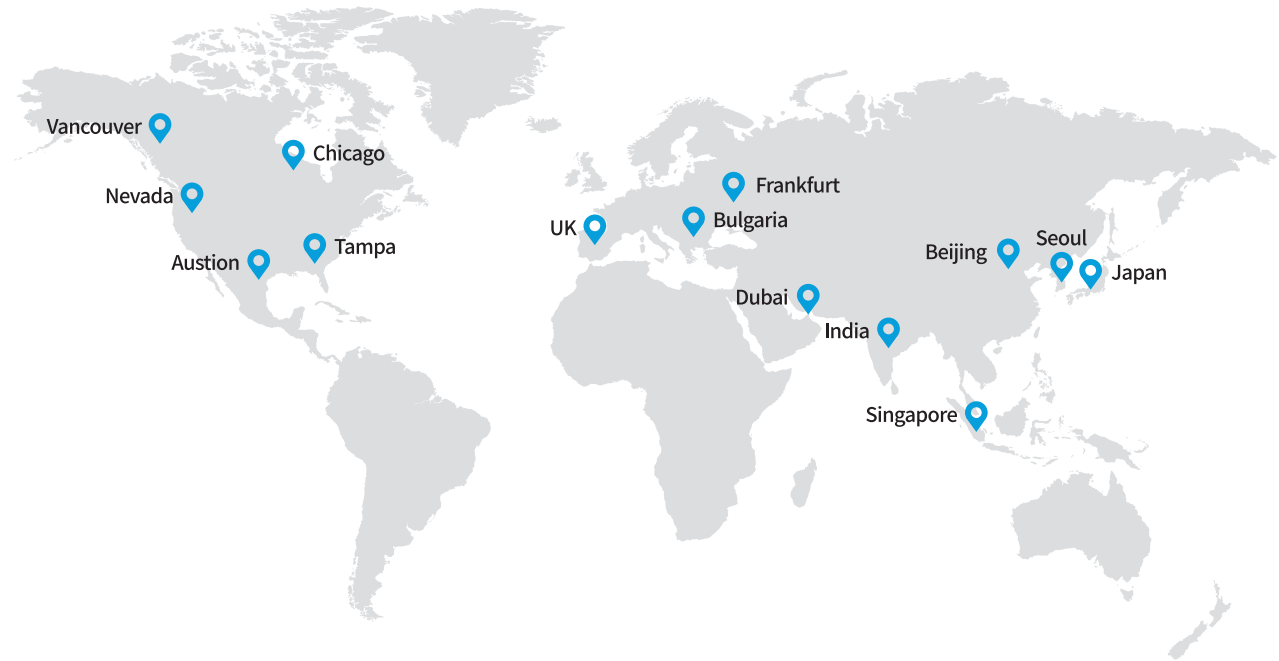 Vancouver
Chicago
Nevada
Frankfurt
UK
Bulgaria
Tampa
Austion
Beijing
Seoul
Japan
Dubai
India
Singapore